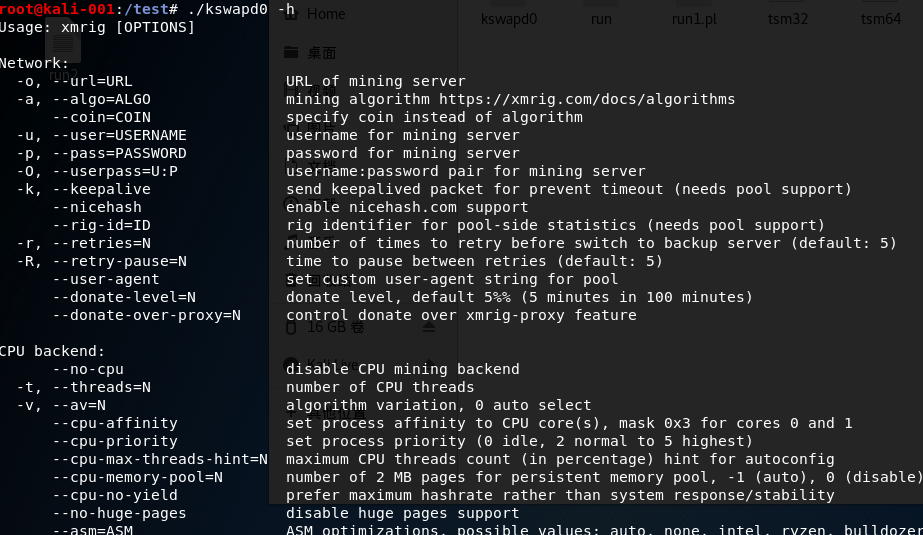 root@kali-001:/test# ./kswapd0 -h
Home
kswapd0 run run1.pl tsm32 tsm64
Usage: xmrig [OPTIONS]
桌面
Network:
-o, --url=URL URL of mining server
-a, --algo=ALGO mining algorithm https://xmrig.com/docs/algorithms
--coin=COIN specify coin instead of algorithm
-u, --user=USERNAME username for mining server
-p, --pass=PASSWORD password for mining server
-O, --userpass=U:P username:password pair for mining server
-k, --keepalive send keepalived packet for prevent timeout (needs pool support)
--nicehash enable nicehash.com support
--rig-id=ID rig identifier for pool-side statistics (needs pool support)
-r, --retries=N number of times to retry before switch to backup server (default: 5)
-R, --retry-pause=N time to pause between retries (default: 5)
--user-agent set custom user-agent string for pool
--donate-level=N donate level, default 5%% (5 minutes in 100 minutes)
--donate-over-proxy=N control donate over xmrig-proxy feature
16 GB 卷
CPU backend:
Kali Live
--no-cpu disable CPU mining backend
-t, --threads=N number of CPU threads
-v, --av=N algorithm variation, 0 auto select
其他位置
--cpu-affinity set process affinity to CPU core(s), mask 0x3 for cores 0 and 1
--cpu-priority set process priority (0 idle, 2 normal to 5 highest)
--cpu-max-threads-hint=N maximum CPU threads count (in percentage) hint for autoconfig
--cpu-memory-pool=N number of 2 MB pages for persistent memory pool, -1 (auto), 0 (disable)
--cpu-no-yield prefer maximum hashrate rather than system response/stability
--no-huge-pages disable huge pages support
--asm=ASM ASM optimizations, possible values: auto, none, intel, ryzen, bulldozer